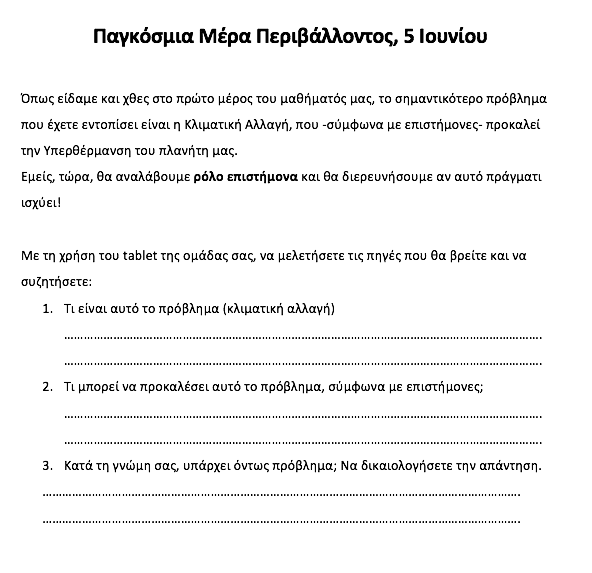 Παγκόσμια Μέρα Περιβάλλοντος, 5 Ιουνίου
Όπως είδαμε και χθες στο πρώτο μέρος του μαθήματός μας, το σημαντικότερο πρόβλημα
που έχετε εντοπίσει είναι η Κλιματική Αλλαγή, που -σύμφωνα με επιστήμονες- προκαλεί
την Υπερθέρμανση του πλανήτη μας.
Εμείς, τώρα, θα αναλάβουμε ρόλο επιστήμονα και θα διερευνήσουμε αν αυτό πράγματι
ισχύει!
Με τη χρήση του tablet της ομάδας σας, να μελετήσετε τις πηγές που θα βρείτε και να
συζητήσετε:
1. Τι είναι αυτό το πρόβλημα (κλιματική αλλαγή)
……………………………………………………………………………………………………………………………….
……………………………………………………………………………………………………………………………….
2. Τι μπορεί να προκαλέσει αυτό το πρόβλημα, σύμφωνα με επιστήμονες;
……………………………………………………………………………………………………………………………….
……………………………………………………………………………………………………………………………….
3. Κατά τη γνώμη σας, υπάρχει όντως πρόβλημα; Να δικαιολογήσετε την απάντηση.
……………………………………………………………………………………………………………………………….
……………………………………………………………………………………………………………………………….